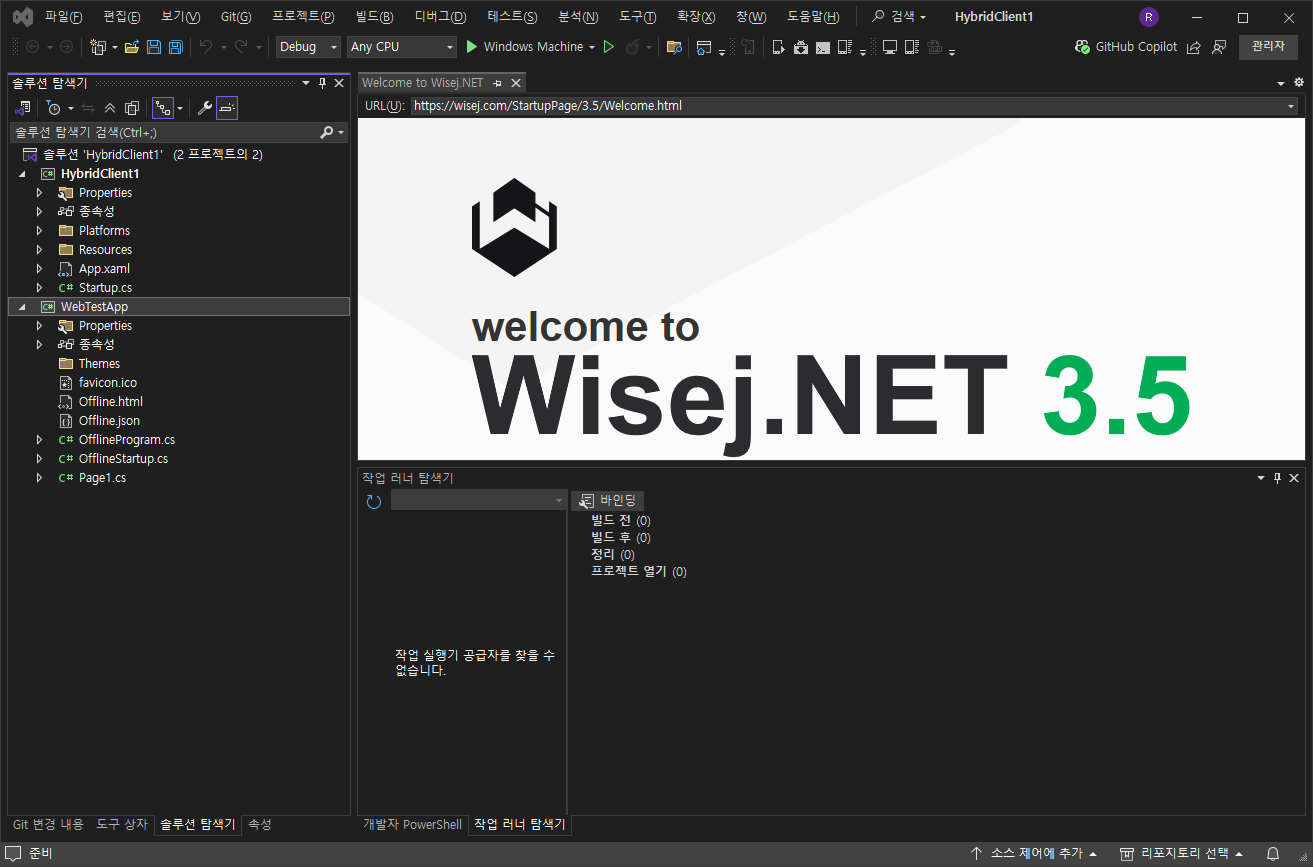 파일(F) 편집(E) 보기(V) Git(G) 프로젝트(P) 빌드(B) 디버그(D) 테스트(S) 분석(N) 도구(T) 확장(X) 창(W) 도움말(H) 검색 HybridClient1 R
Debug Any CPU Windows Machine GitHub Copilot 관리자
솔루션 탐색기
솔루션 탐색기 검색(Ctrl+;)
솔루션 'HybridClient1' (2 프로젝트의 2)
C# HybridClient1
Properties
종속성
Platforms
Resources
App.xaml
C# Startup.cs
C# WebTestApp
Properties
종속성
Themes
favicon.ico
Offline.html
Offline.json
C# OfflineProgram.cs
C# OfflineStartup.cs
C# Page1.cs
Git 변경 내용 도구 상자 솔루션 탐색기 속성
Welcome to Wisej.NET
URL(U): https://wisej.com/StartupPage/3.5/Welcome.html
welcome to
Wisej.NET 3.5
작업 러너 탐색기
바인딩
빌드 전 (0)
빌드 후 (0)
정리 (0)
프로젝트 열기 (0)
작업 실행기 공급자를 찾을 수
없습니다.
개발자 PowerShell 작업 러너 탐색기
준비 소스 제어에 추가 리포지토리 선택